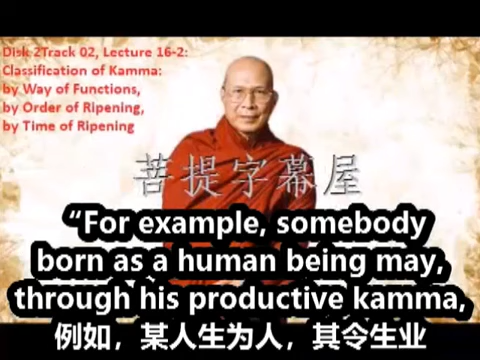 Disk 2Track 02, Lecture 16-2:
Classification of Kamma:
by Way of Functions,
by Order of Ripening,
by Time of Ripening
菩提字幕屋
“For example, somebody
born as a human being may,
through his productive kamma,
例如，某人生为人，其令生业